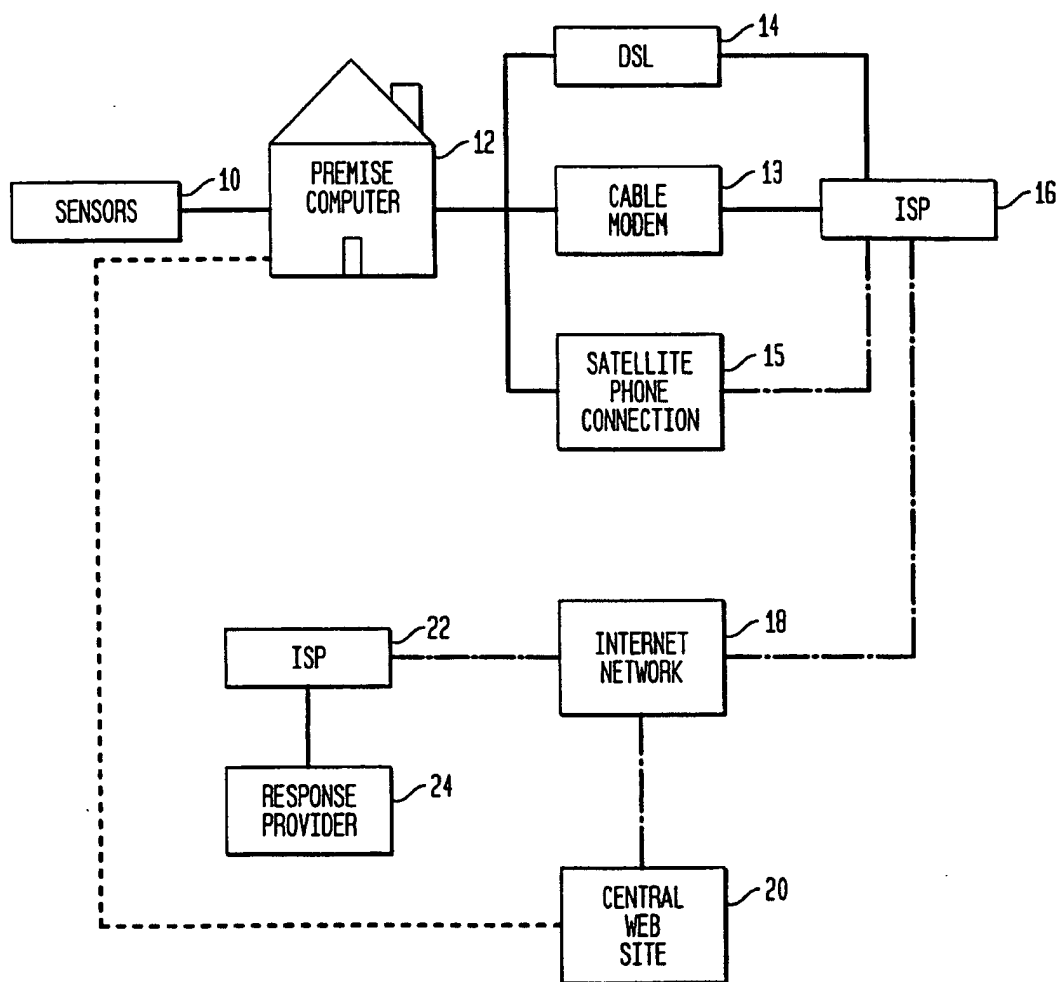 14
DSL
12
PREMISE
COMPUTER
10
SENSORS
13
CABLE
MODEM
ISP
16
15
SATELLITE
PHONE
CONNECTION
22
ISP
18
INTERNET
NETWORK
24
RESPONSE
PROVIDER
20
CENTRAL
WEB
SITE